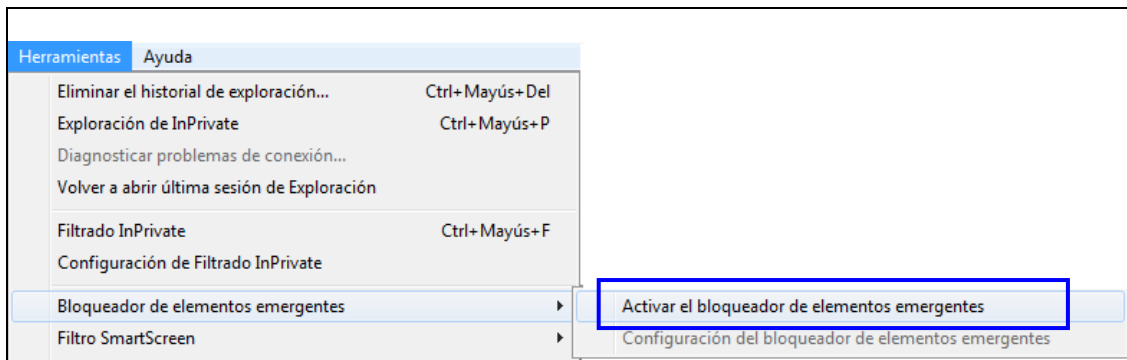 Herramientas Ayuda
Eliminar el historial de exploración... Ctrl+Mayús+Del
Exploración de InPrivate Ctrl+Mayús+P
Diagnosticar problemas de conexión...
Volver a abrir última sesión de Exploración
Filtrado InPrivate Ctrl+Mayús+F
Configuración de Filtrado InPrivate
Bloqueador de elementos emergentes Activar el bloqueador de elementos emergentes
Filtro SmartScreen Configuración del bloqueador de elementos emergentes